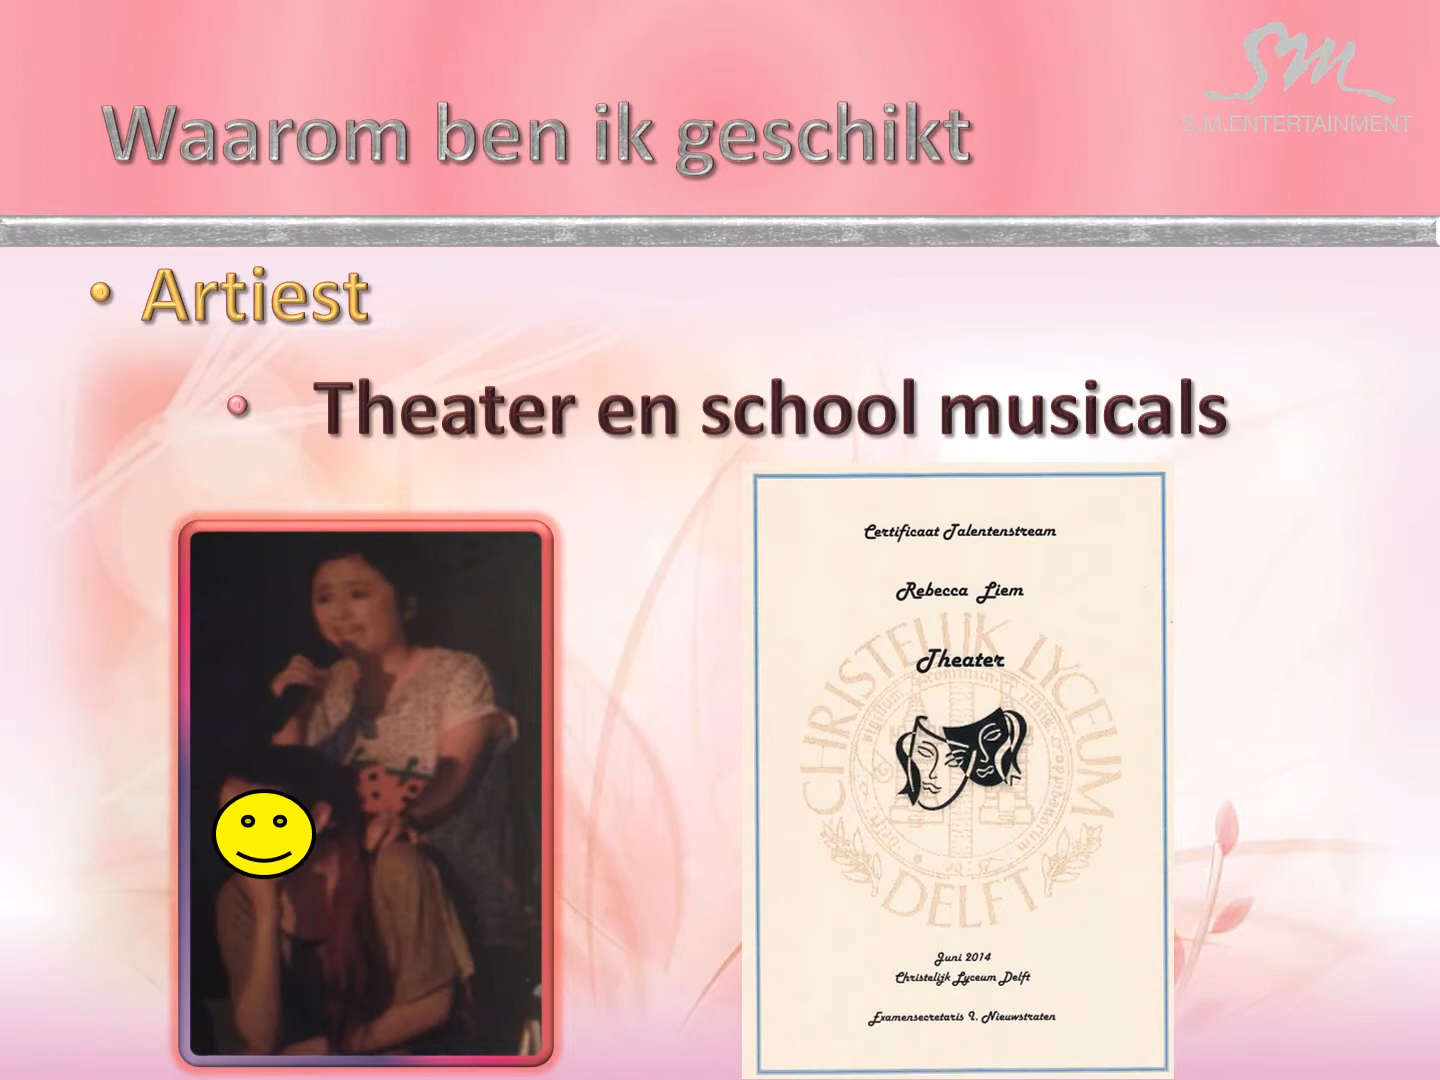 S.M.ENTERTAINMENT
Waarom ben ik geschikt
• Artiest
• Theater en school musicals
Certificaat Talentenstream
Rebecca Liem
Theater
CHRISTELIJK LYCEUM
DELFT
Juni 2014
Christelijk Lyceum Delft
Examensecretaris I. Nieuwstraten